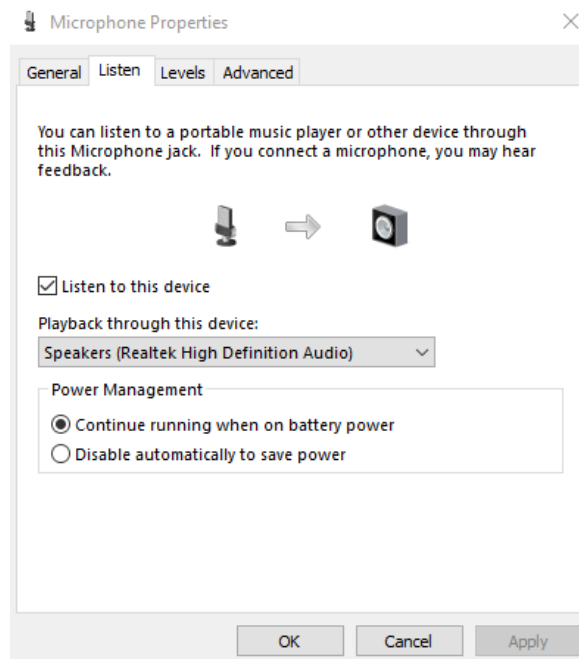 Microphone Properties
General Listen Levels Advanced
You can listen to a portable music player or other device through
this Microphone jack. If you connect a microphone, you may hear
feedback.
Listen to this device
Playback through this device:
Speakers (Realtek High Definition Audio)
Power Management
Continue running when on battery power
Disable automatically to save power
OK Cancel Apply